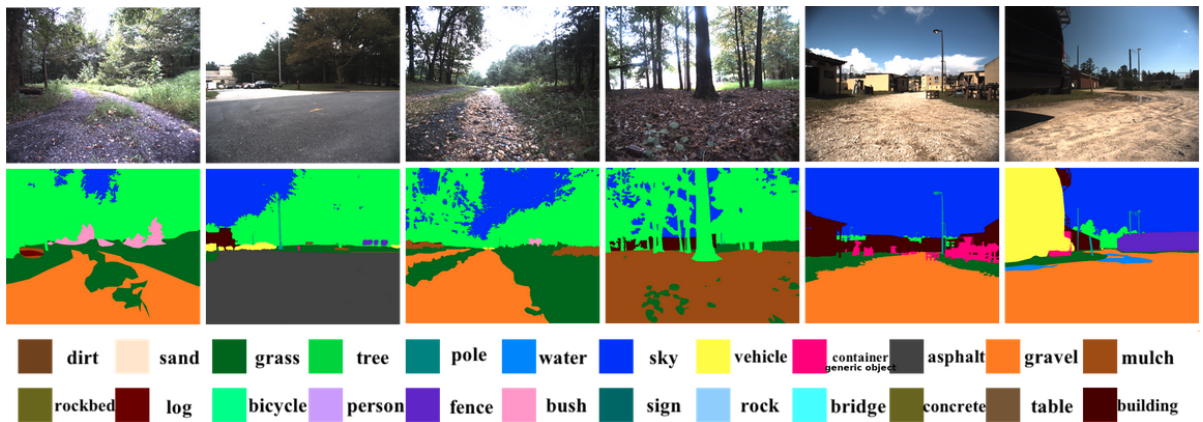 dirt sand grass tree pole water sky vehicle container generic object asphalt gravel mulch
rockbed log bicycle person fence bush sign rock bridge concrete table building